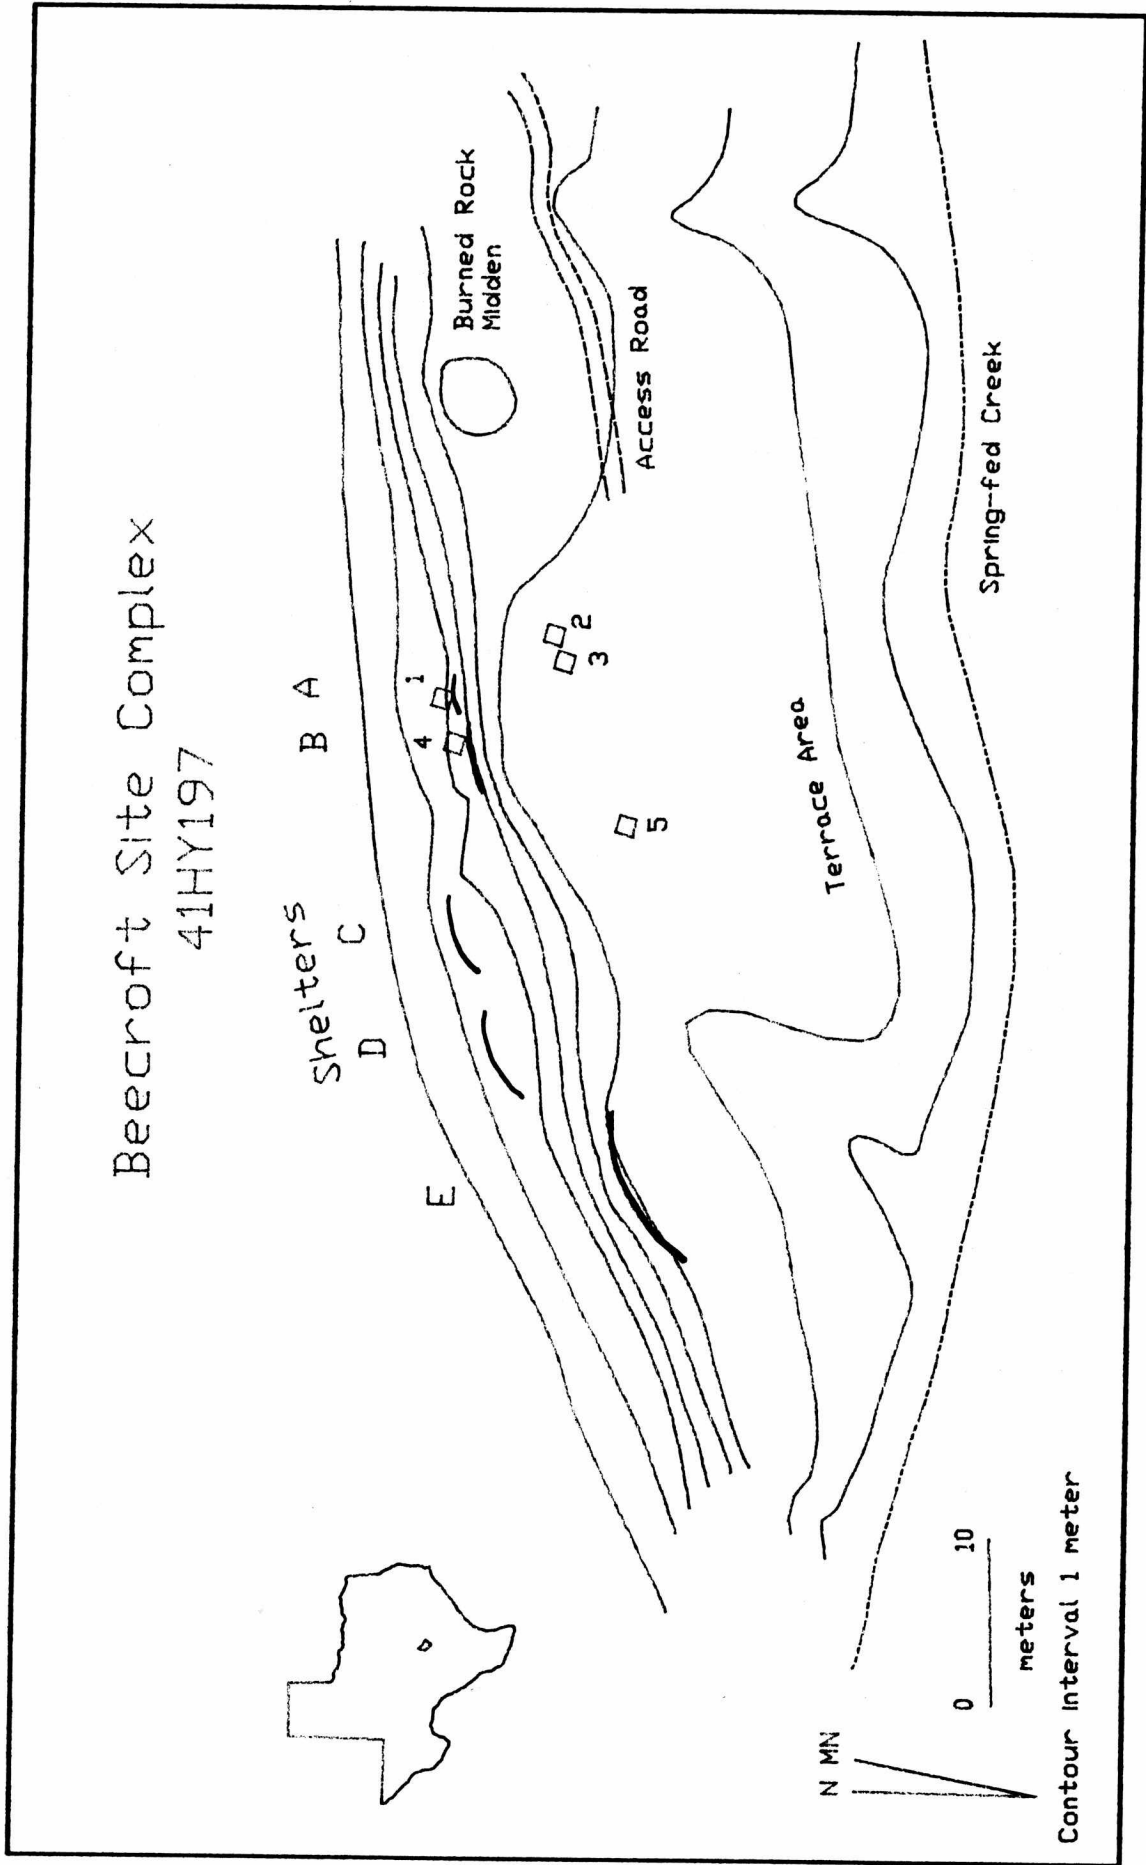 Beecroft Site Complex
41HY197
Shelters
E
D
C
B
A
4
1
Burned Rock
Midden
2
3
5
Access Road
Terrace Area
Spring-fed Creek
N MN
0
10
meters
Contour Interval 1 meter